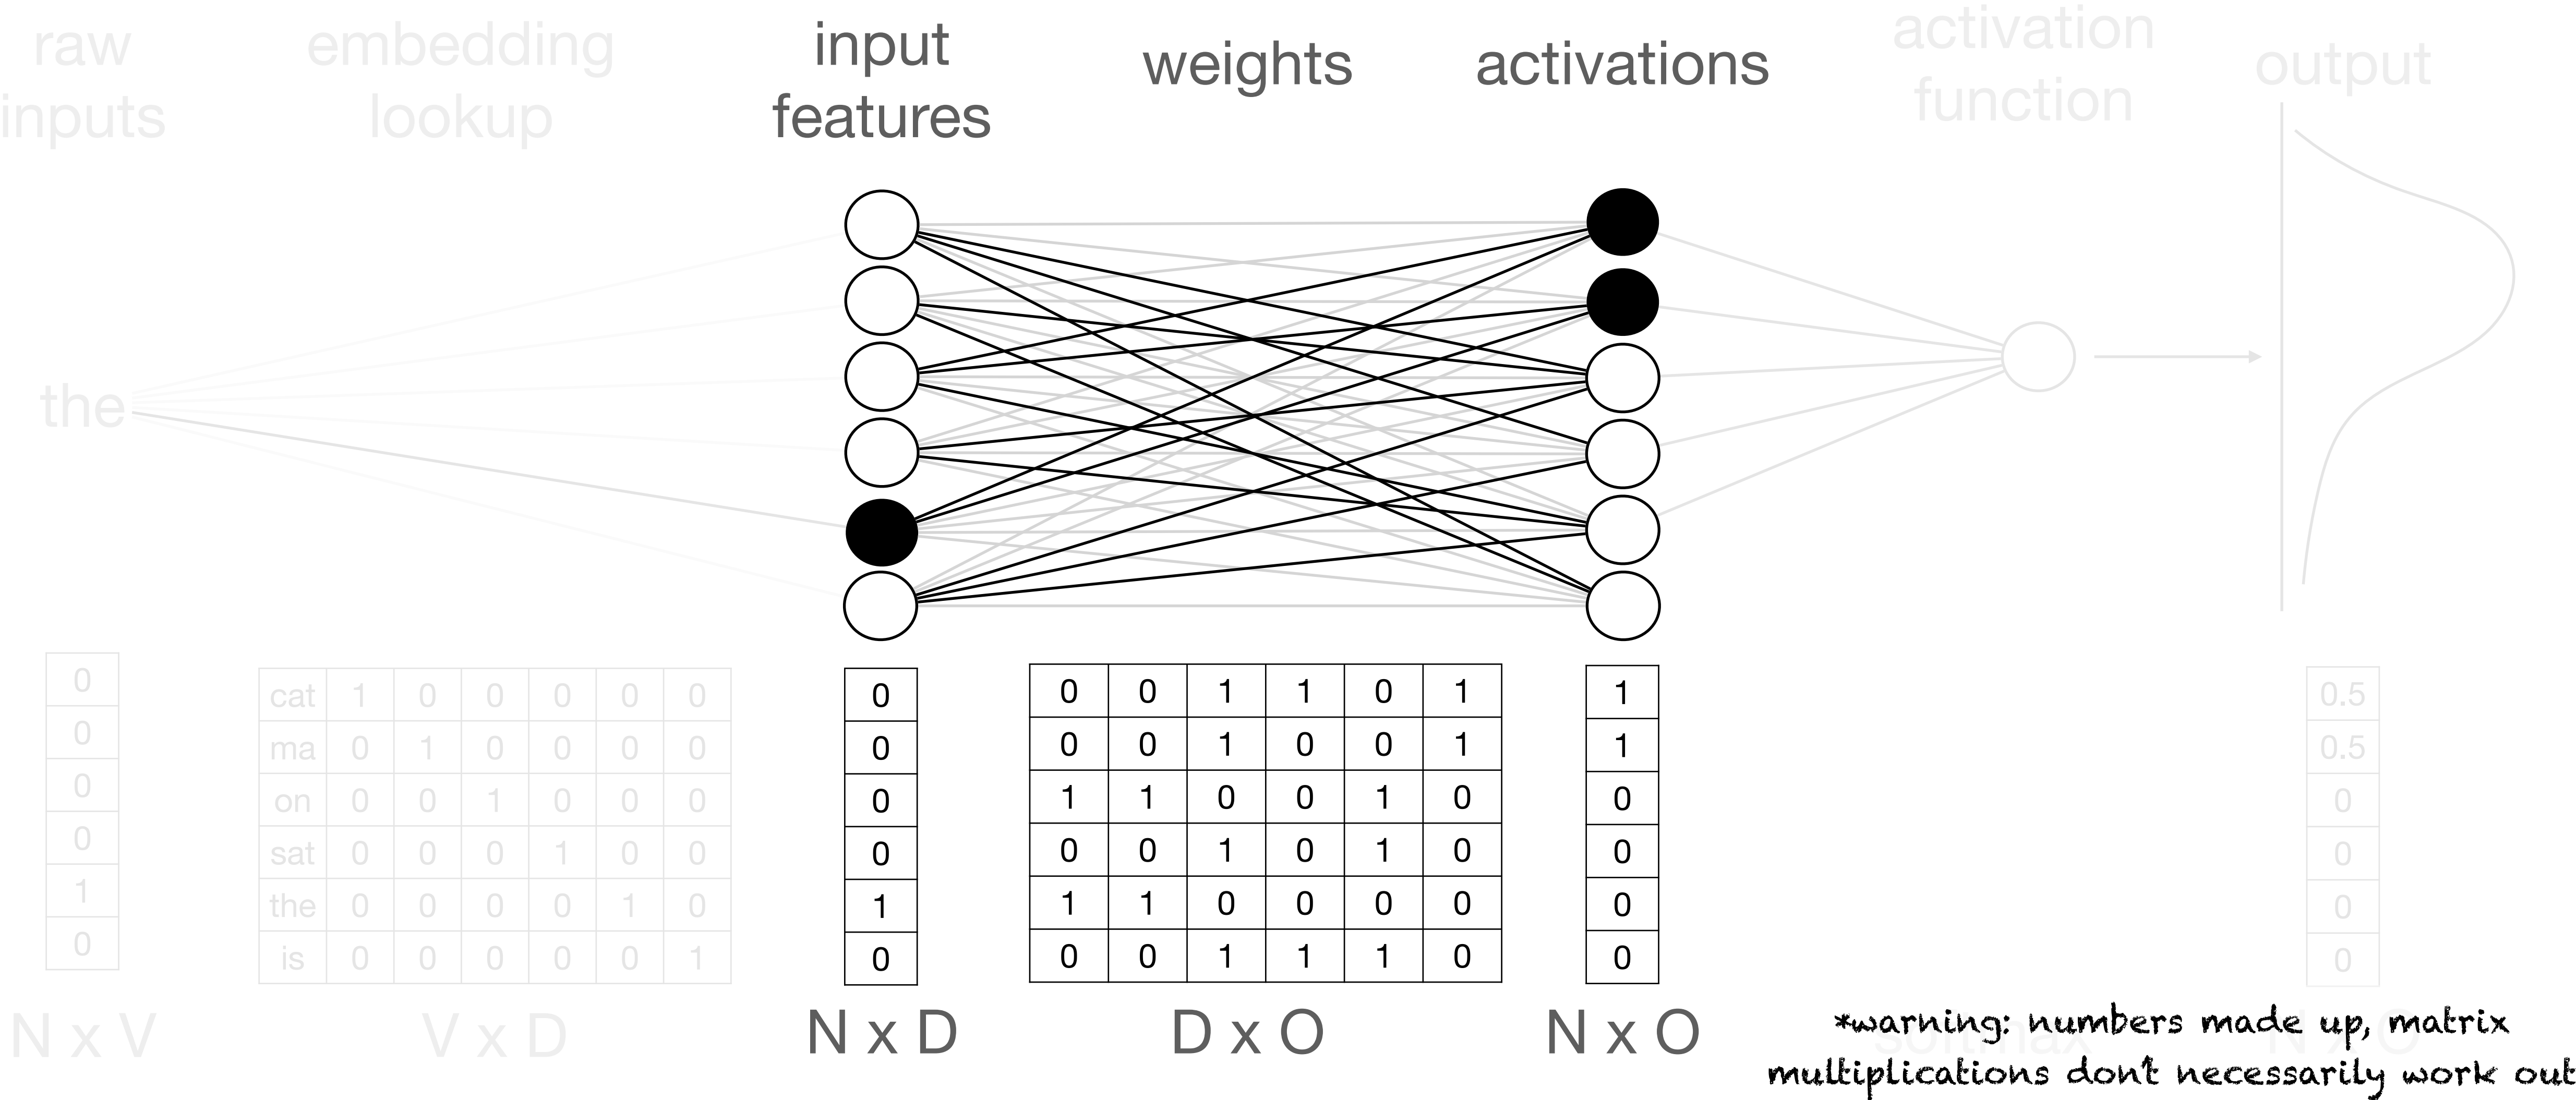 raw
inputs
embedding
lookup
input
features
weights
activations
activation
function
output
the
0
0
0
0
1
0
cat 1 0 0 0 0 0
ma 0 1 0 0 0 0
on 0 0 1 0 0 0
sat 0 0 0 1 0 0
the 0 0 0 0 1 0
is 0 0 0 0 0 1
0
0
0
0
1
0
0 0 1 1 0 1
0 0 1 0 0 1
1 1 0 0 1 0
0 0 1 0 1 0
1 1 0 0 0 0
0 0 1 1 1 0
1
1
0
0
0
0
0.5
0.5
0
0
0
0
N x V
V x D
N x D
D x O
N x O
softmax
N x O
*warning: numbers made up, matrix
multiplications don't necessarily work out